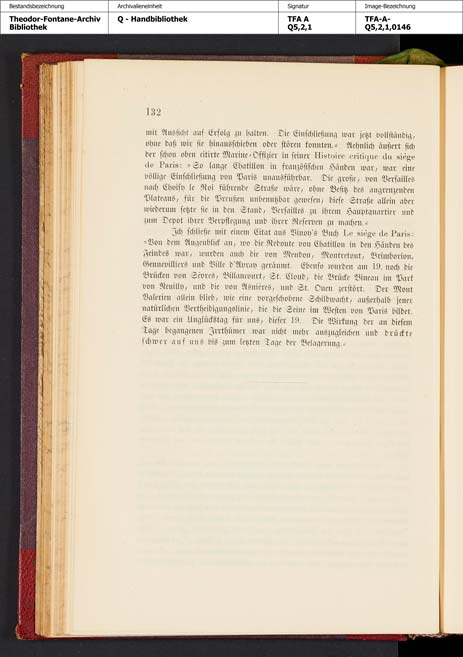 Bestandsbezeichnung Archivalieneinheit Signatur Image-Bezeichnung
Theodor-Fontane-Archiv Q - Handbibliothek TFA A TFA-A-
Bibliothek Q5,2,1 Q5,2,1,0146
132
mit Aussicht auf Erfolg zu halten. Die Einschließung war jetzt vollständig,
ohne daß wir sie hinausschieben oder stören konnten.« Aehnlich äußert sich
der schon oben citirte Marine-Offizier in seiner Histoire critique du siége
de Paris: »So lange Chatillon in französischen Händen war, war eine
völlige Einschließung von Paris unausführbar. Die große, von Versailles
nach Choisy le Roi führende Straße wäre, ohne Besitz des angrenzenden
Plateaus, für die Preußen unbenutzbar gewesen; diese Straße allein aber
wiederum setzte sie in den Stand, Versailles zu ihrem Hauptquartier und
zum Depot ihrer Verpflegung und ihrer Reserven zu machen.«
Ich schließe mit einem Citat aus Vinoy's Buch Le siége de Paris:
»Von dem Augenblick an, wo die Redoute von Chatillon in den Händen des
Feindes war, wurden auch die von Meudon, Montretout, Brimborion,
Gennevilliers und Ville d'Avray geräumt. Ebenso wurden am 19. noch die
Brücken von Sèvres, Billancourt, St. Cloud, die Brücke Bineau im Park
von Neuilly, und die von Asnières, und St. Ouen zerstört. Der Mont
Valerien allein blieb, wie eine vorgeschobene Schildwacht, außerhalb jener
natürlichen Vertheidigungslinie, die die Seine im Westen von Paris bildet.
Es war ein Unglückstag für uns, dieser 19. Die Wirkung der an diesem
Tage begangenen Irrthümer war nicht mehr auszugleichen und drückte
schwer auf uns bis zum letzten Tage der Belagerung.«